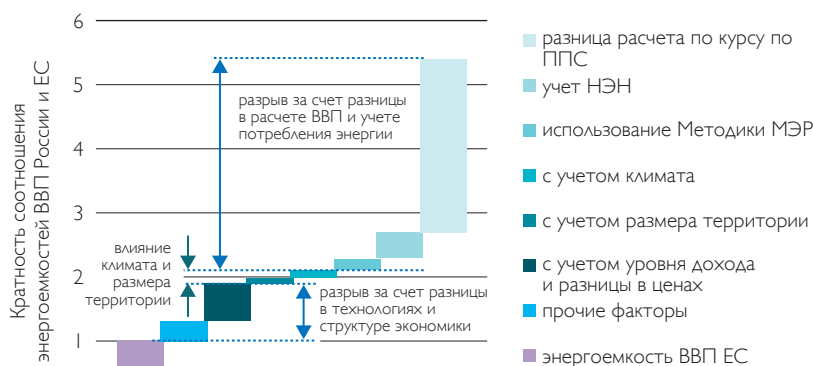 Кратность соотношения
энергоемкостей ВВП России и ЕС
6
5
4
3
2
1
разрыв за счет разницы
в расчете ВВП и учете
потребления энергии
влияние
климата и
размера
территории
разрыв за счет разницы
в технологиях и
структуре экономики
разница расчета по курсу по
ППС
учет НЭН
использование Методики МЭР
с учетом климата
с учетом размера территории
с учетом уровня дохода
и разницы в ценах
прочие факторы
энергоемкость ВВП ЕС